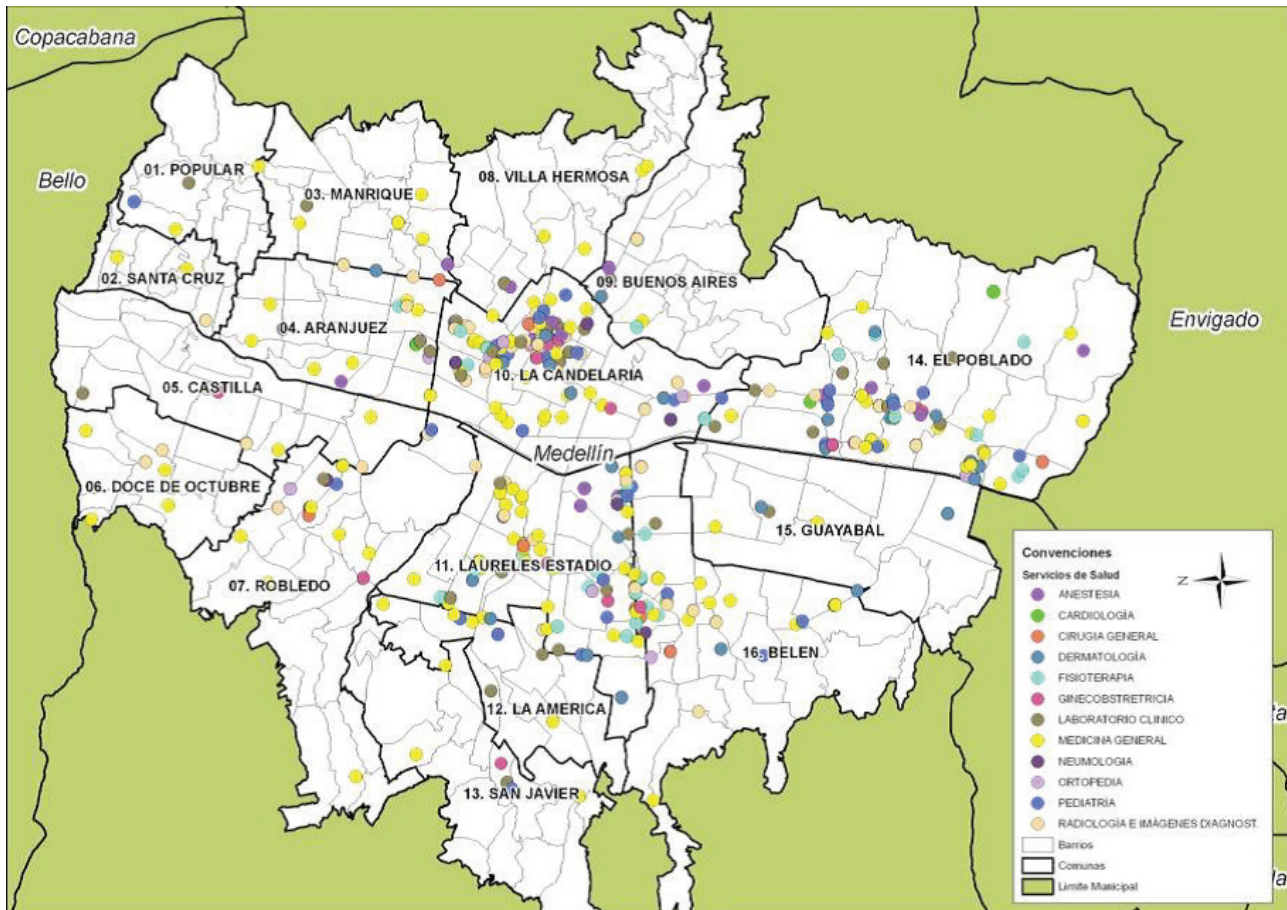 Copacabana
Bello
01. POPULAR
03. MANRIQUE
08. VILLA HERMOSA
02. SANTA CRUZ
09. BUENOS AIRES
Envigado
04. ARANJUEZ
14. EL POBLADO
10. LA CANDELARIA
05. CASTILLA
Medellín
06. DOCE DE OCTUBRE
15. GUAYABAL
11. LAURELES ESTADIO
07. ROBLEDO
16. BELEN
12. LA AMERICA
13. SAN JAVIER
Convenciones
Servicios de Salud
N
ANESTESIA
CARDIOLOGÍA
CIRUGIA GENERAL
DERMATOLOGÍA
FISIOTERAPIA
GINECOBSTRETRICIA
LABORATORIO CLINICO
MEDICINA GENERAL
NEUMOLOGIA
ORTOPEDIA
PEDIATRÍA
RADIOLOGÍA E IMÁGENES DIAGNOST.
Barrios
Comunas
Limite Municipal